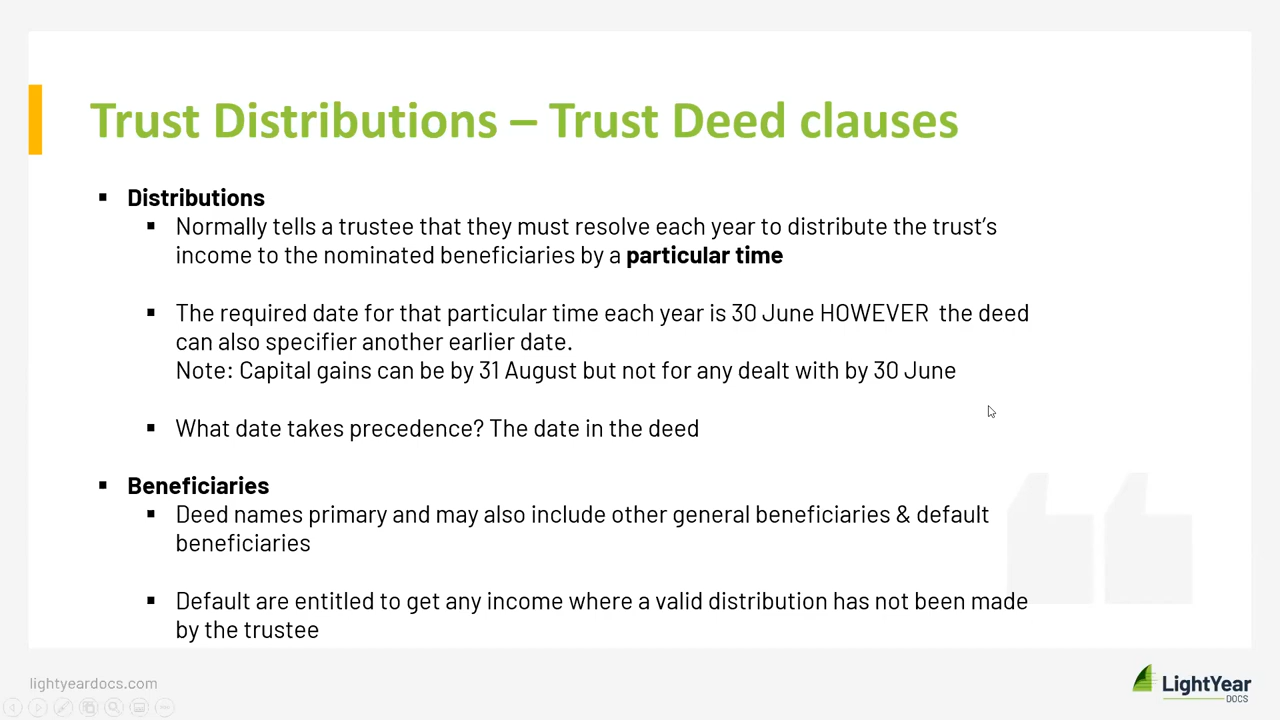 Trust Distributions – Trust Deed clauses
▪ Distributions
▪ Normally tells a trustee that they must resolve each year to distribute the trust’s
income to the nominated beneficiaries by a particular time
▪ The required date for that particular time each year is 30 June HOWEVER  the deed
can also specifier another earlier date.
Note: Capital gains can be by 31 August but not for any dealt with by 30 June
▪ What date takes precedence? The date in the deed
▪ Beneficiaries
▪ Deed names primary and may also include other general beneficiaries & default
beneficiaries
▪ Default are entitled to get any income where a valid distribution has not been made
by the trustee
lightyeardocs.com
LightYear
DOCS